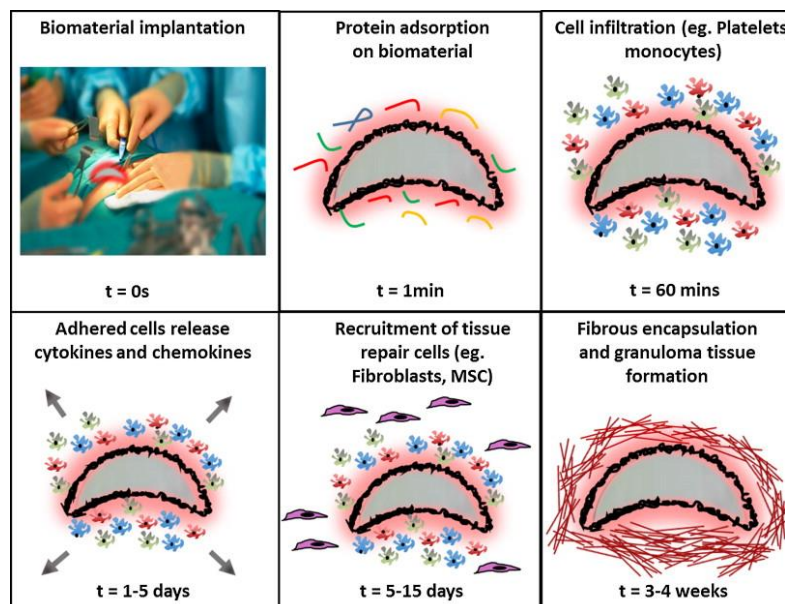 Biomaterial implantation
t = 0s
Protein adsorption
on biomaterial
t = 1min
Cell infiltration (eg. Platelets
monocytes)
t = 60 mins
Adhered cells release
cytokines and chemokines
t = 1-5 days
Recruitment of tissue
repair cells (eg.
Fibroblasts, MSC)
t = 5-15 days
Fibrous encapsulation
and granuloma tissue
formation
t = 3-4 weeks